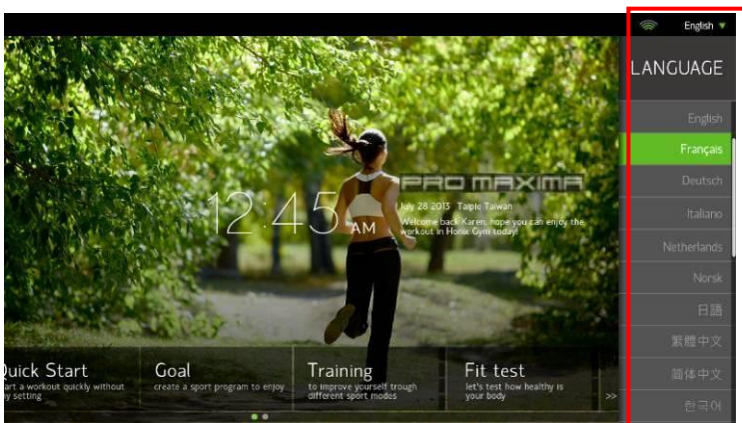 English
LANGUAGE
English
Français
Deutsch
Italiano
Netherlands
Norsk
日語
繁體中文
简体中文
한국어
PRO MAXIMA
12:45 AM
July 28 2013 Taiple Taiwan
Welcome back Karen, hope you can enjoy the
workout in Honix Gym today!
uick Start
art a workout quickly without
y setting
Goal
create a sport program to enjoy
Training
to improve yourself trough
different sport modes
Fit test
let's test how healthy is
your body
>>